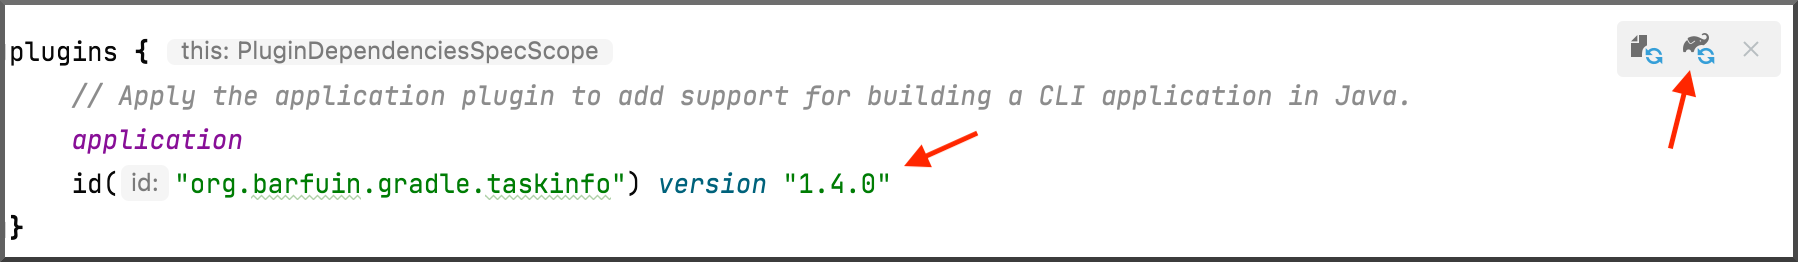 plugins { this: PluginDependenciesSpecScope
// Apply the application plugin to add support for building a CLI application in Java.
application
id( id: "org.barfuin.gradle.taskinfo") version "1.4.0"
}